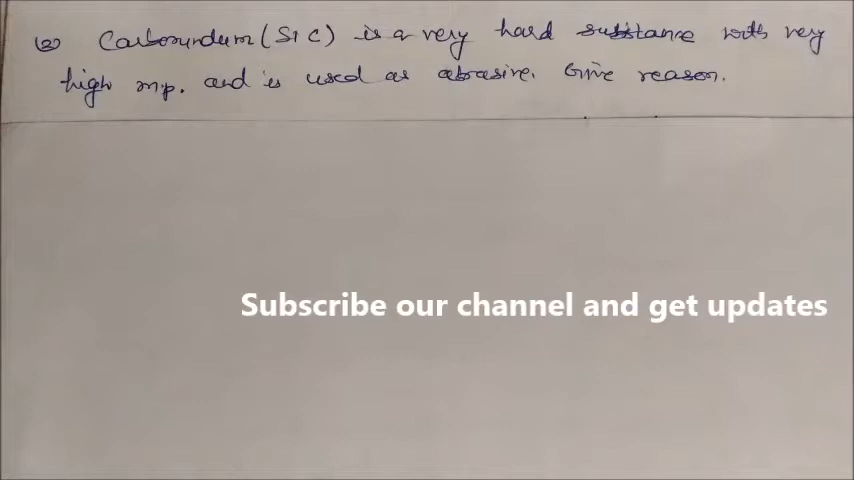 ② Carborundum (SiC) is a very hard substance with very
high m.p. and is used as abrasive. Give reason.
Subscribe our channel and get updates